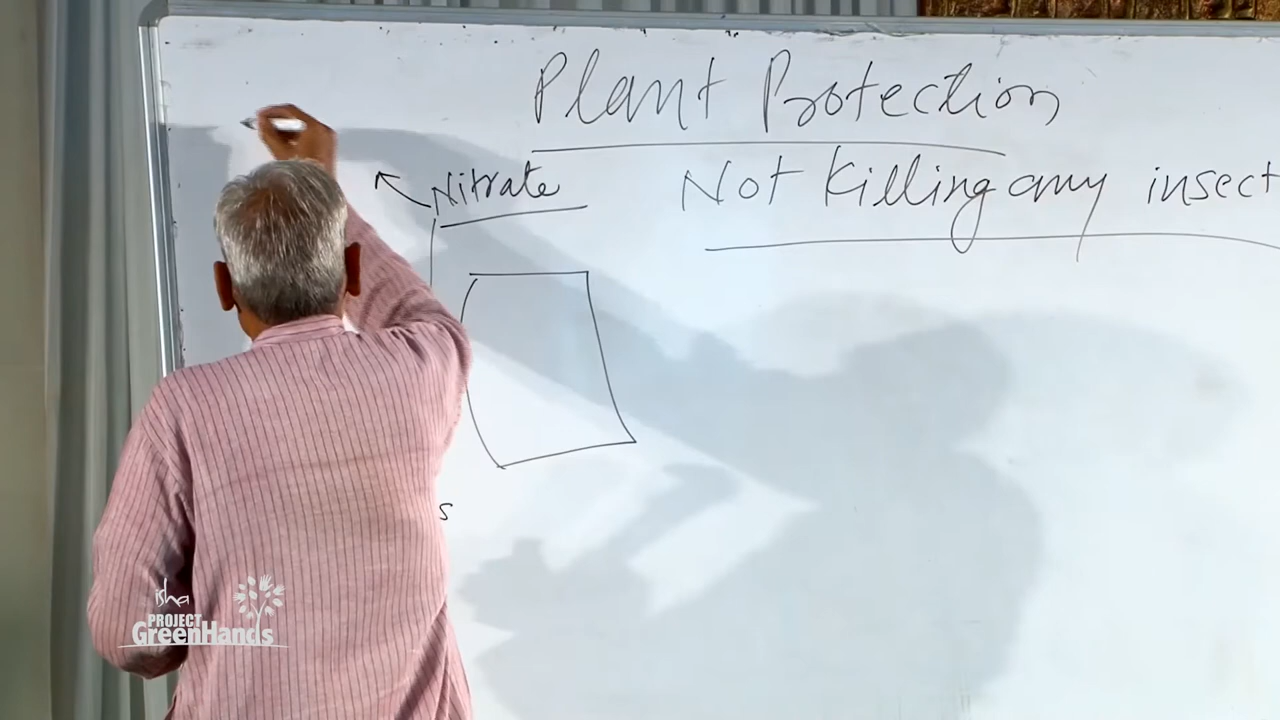 Plant Protection
Nitrate
Not Killing any insect
s
isha
PROJECT
GreenHands